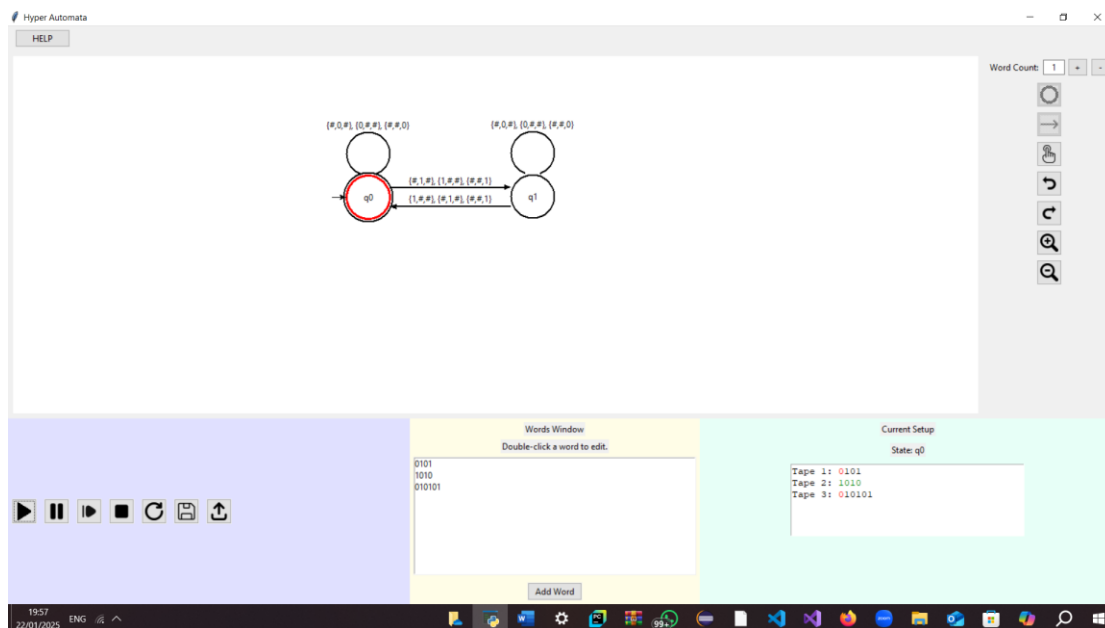 Hyper Automata
HELP
Word Count: 1 + -
{#,0,#}, {0,#,#}, {#,#,0}
{#,0,#}, {0,#,#}, {#,#,0}
{#,1,#}, {1,#,#}, {#,#,1}
q0
q1
{1,#,#}, {#,1,#}, {#,#,1}
Words Window
Double-click a word to edit.
0101
1010
010101
Add Word
Current Setup
State: q0
Tape 1: 0101
Tape 2: 1010
Tape 3: 010101
19:57
22/01/2025
ENG
99+